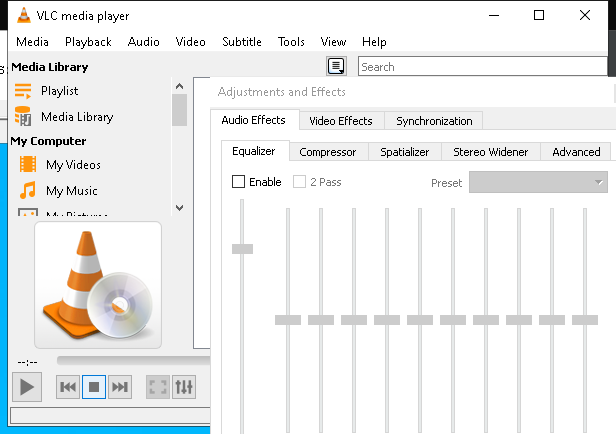 VLC media player
Media Playback Audio Video Subtitle Tools View Help
Media Library
Search
Playlist
Media Library
My Computer
My Videos
My Music
My Pictures
--:--
Adjustments and Effects
Audio Effects Video Effects Synchronization
Equalizer Compressor Spatializer Stereo Widener Advanced
Enable 2 Pass Preset